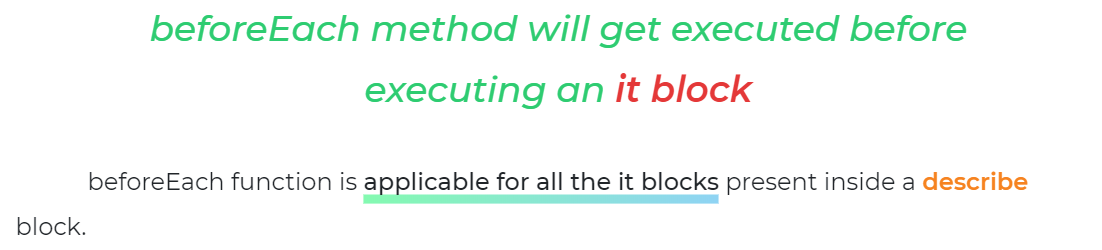 beforeEach method will get executed before
executing an it block
beforeEach function is applicable for all the it blocks present inside a describe
block.